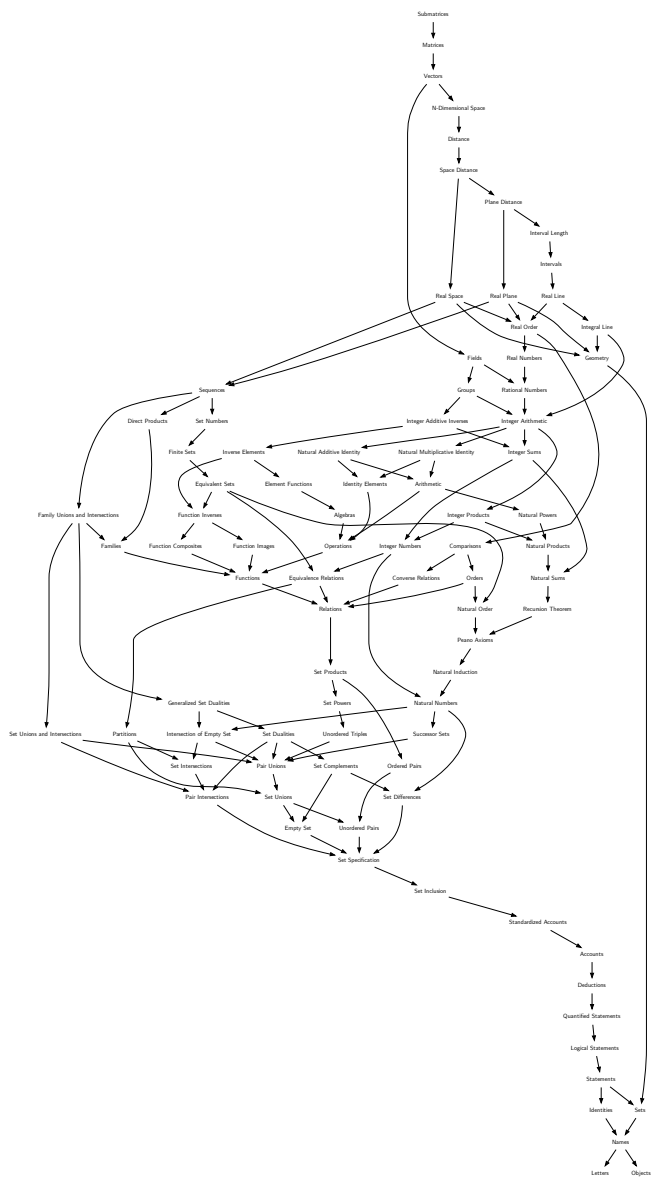 Submatrices
Matrices
Vectors
N-Dimensional Space
Distance
Space Distance
Plane Distance
Interval Length
Intervals
Real Space
Real Plane
Real Line
Real Order
Integral Line
Fields
Real Numbers
Geometry
Sequences
Groups
Rational Numbers
Direct Products
Set Numbers
Integer Additive Inverses
Integer Arithmetic
Finite Sets
Inverse Elements
Natural Additive Identity
Natural Multiplicative Identity
Integer Sums
Equivalent Sets
Element Functions
Identity Elements
Arithmetic
Family Unions and Intersections
Function Inverses
Algebras
Integer Products
Natural Powers
Families
Function Composites
Function Images
Operations
Integer Numbers
Comparisons
Natural Products
Functions
Equivalence Relations
Converse Relations
Orders
Natural Sums
Relations
Natural Order
Recursion Theorem
Peano Axioms
Set Products
Natural Induction
Generalized Set Dualities
Set Powers
Natural Numbers
Set Unions and Intersections
Partitions
Intersection of Empty Set
Set Dualities
Unordered Triples
Successor Sets
Set Intersections
Pair Unions
Set Complements
Ordered Pairs
Pair Intersections
Set Unions
Set Differences
Empty Set
Unordered Pairs
Set Specification
Set Inclusion
Standardized Accounts
Accounts
Deductions
Quantified Statements
Logical Statements
Statements
Identities
Sets
Names
Letters
Objects